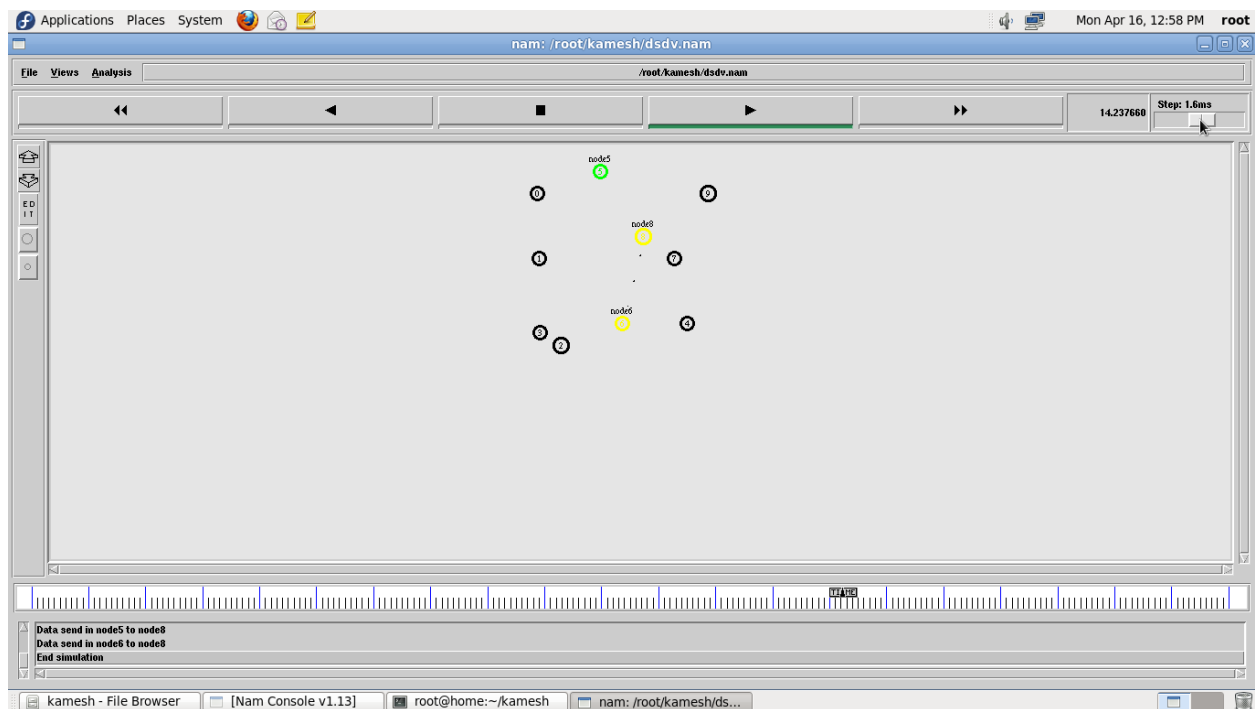 Applications Places System Mon Apr 16, 12:58 PM root
nam: /root/kamesh/dsdv.nam
File Views Analysis /root/kamesh/dsdv.nam
14.237660 Step: 1.6ms
E D
I T
node5
5
0 9
node8
1 7
node6
4
3
2
TIME
Data send in node5 to node8
Data send in node6 to node8
End simulation
kamesh - File Browser [Nam Console v1.13] root@home:~/kamesh nam: /root/kamesh/ds...